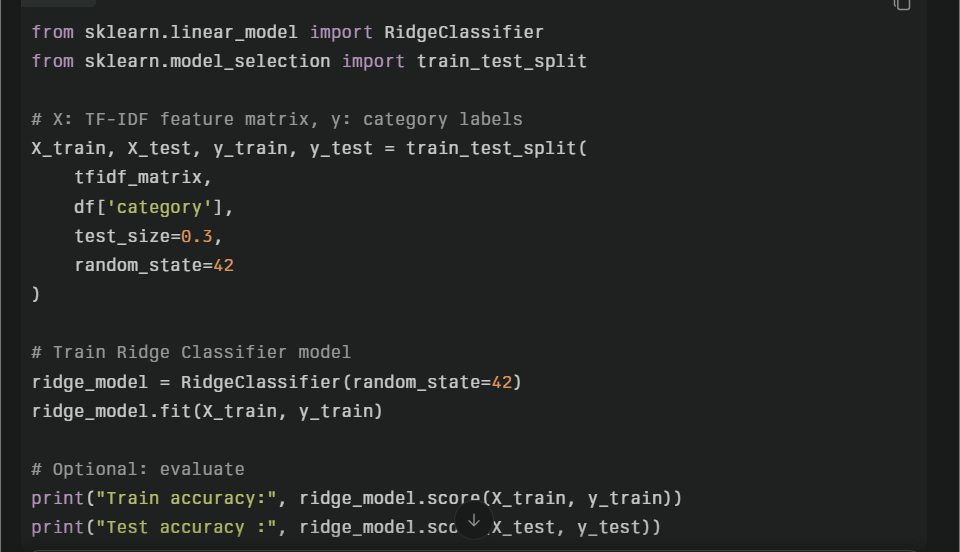 from sklearn.linear_model import RidgeClassifier
from sklearn.model_selection import train_test_split
# X: TF-IDF feature matrix, y: category labels
X_train, X_test, y_train, y_test = train_test_split(
    tfidf_matrix,
    df['category'],
    test_size=0.3,
    random_state=42
)
# Train Ridge Classifier model
ridge_model = RidgeClassifier(random_state=42)
ridge_model.fit(X_train, y_train)
# Optional: evaluate
print("Train accuracy:", ridge_model.score(X_train, y_train))
print("Test accuracy :", X_test, y_test))